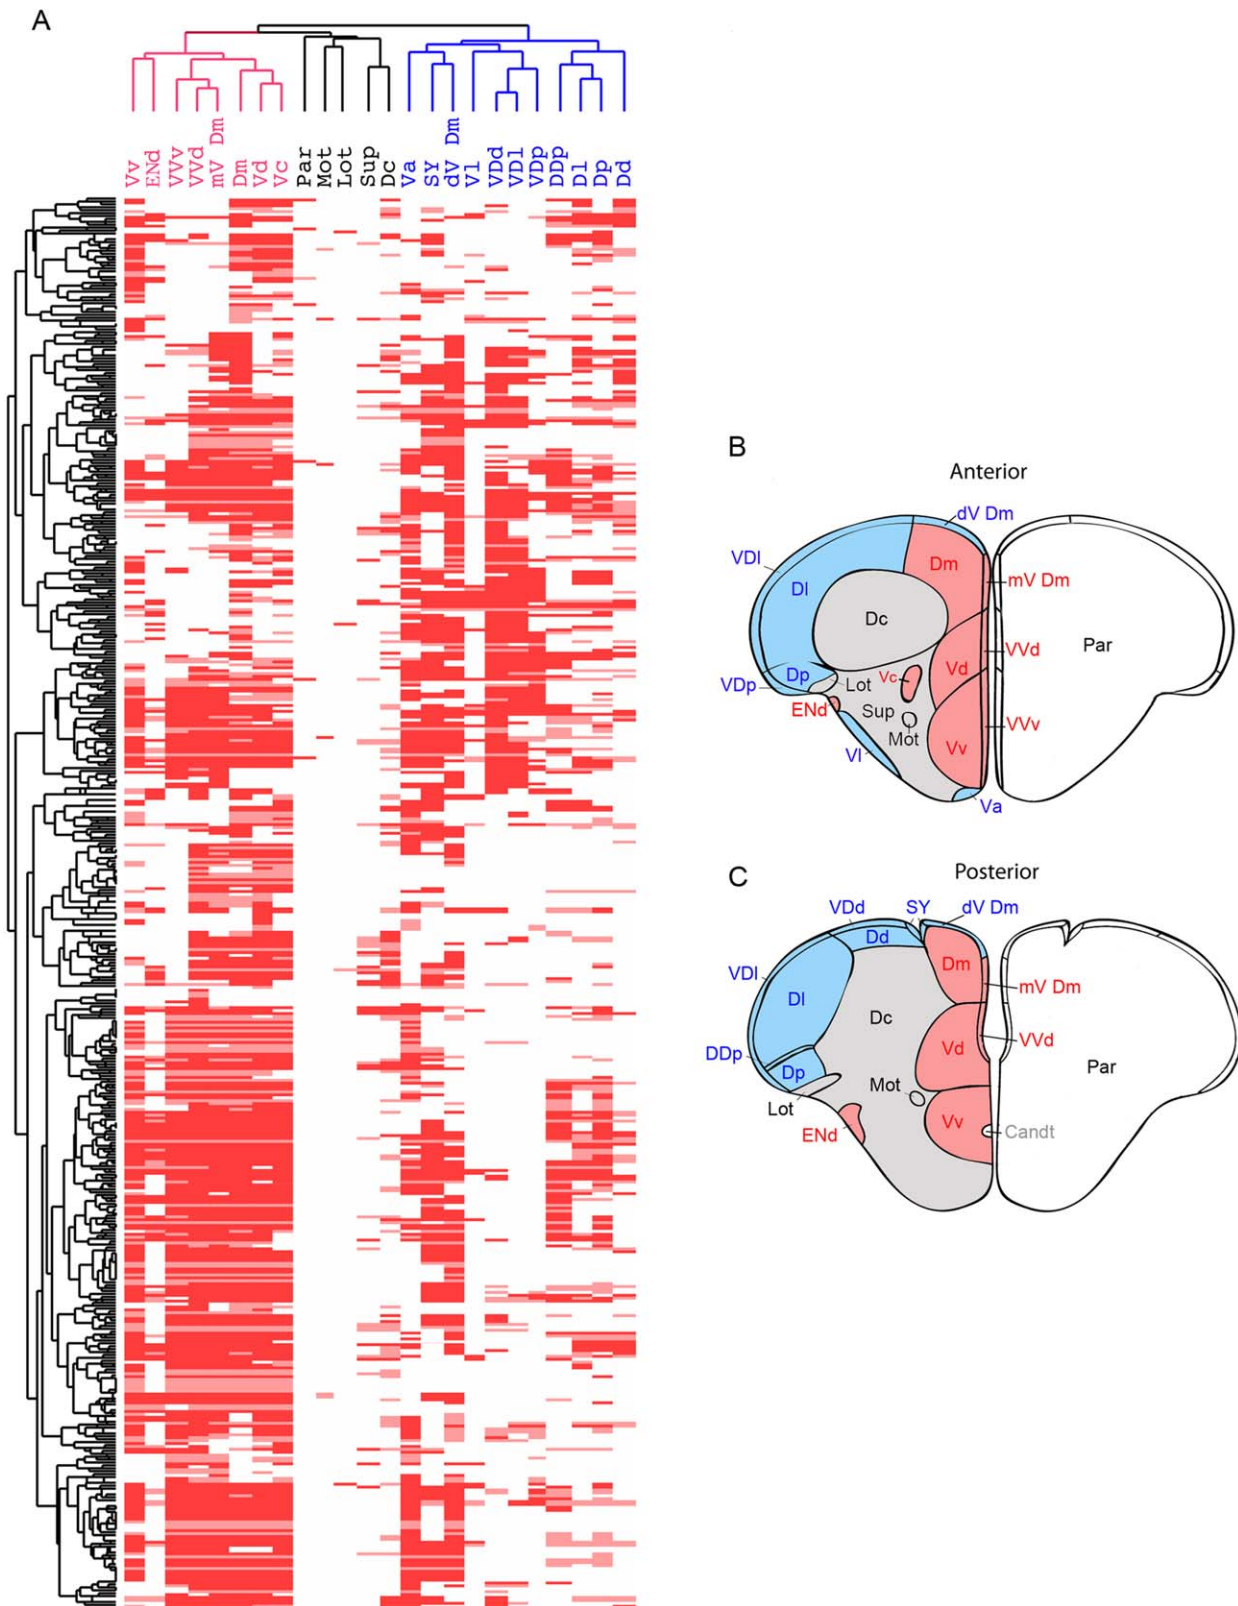 A
Vv
ENd
VVv
VVd
mV Dm
Dm
Vd
Vc
Par
Mot
Lot
Sup
Dc
Va
SY
dV Dm
Vl
VDd
VDl
VDp
DDp
Dl
Dp
Dd
B
Anterior
dV Dm
VDl
Dm
mV Dm
Dl
Dc
Par
VVd
Vd
Vc
Dp
Lot
VDp
ENd
Sup
VVv
Mot
Vv
Vl
Va
C
Posterior
VDd
SY
dV Dm
Dd
Dm
VDl
mV Dm
Dl
Dc
VVd
Vd
DDp
Par
Dp
Mot
Lot
Vv
ENd
Candt